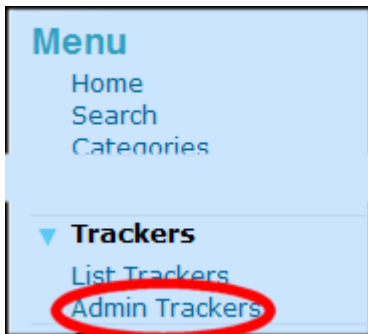 Menu
Home
Search
Categories
Trackers
List Trackers
Admin Trackers